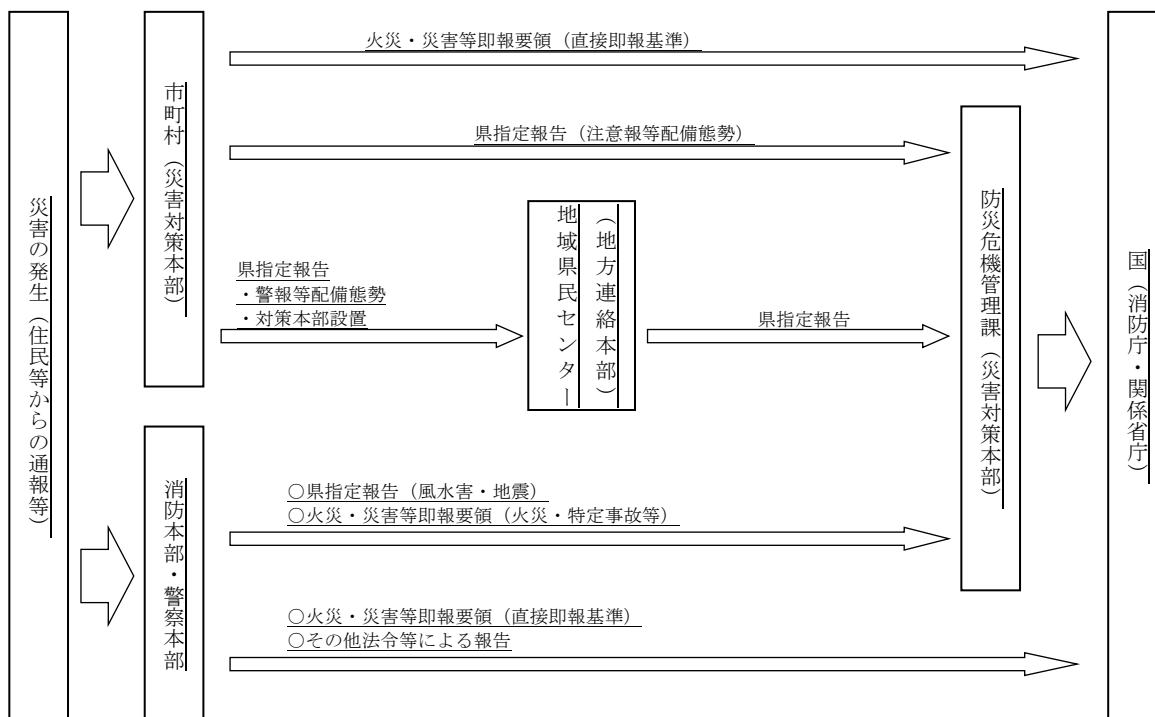 災害の発生（住民等からの通報等）
市町村（災害対策本部）
火災・災害等即報要領（直接即報基準）
県指定報告（注意報等配備態勢）
県指定報告
・警報等配備態勢
・対策本部設置
（地方連絡本部）
地域県民センター
県指定報告
防災危機管理課（災害対策本部）
国（消防庁・関係省庁）
消防本部・警察本部
○県指定報告（風水害・地震）
○火災・災害等即報要領（火災・特定事故等）
○火災・災害等即報要領（直接即報基準）
○その他法令等による報告